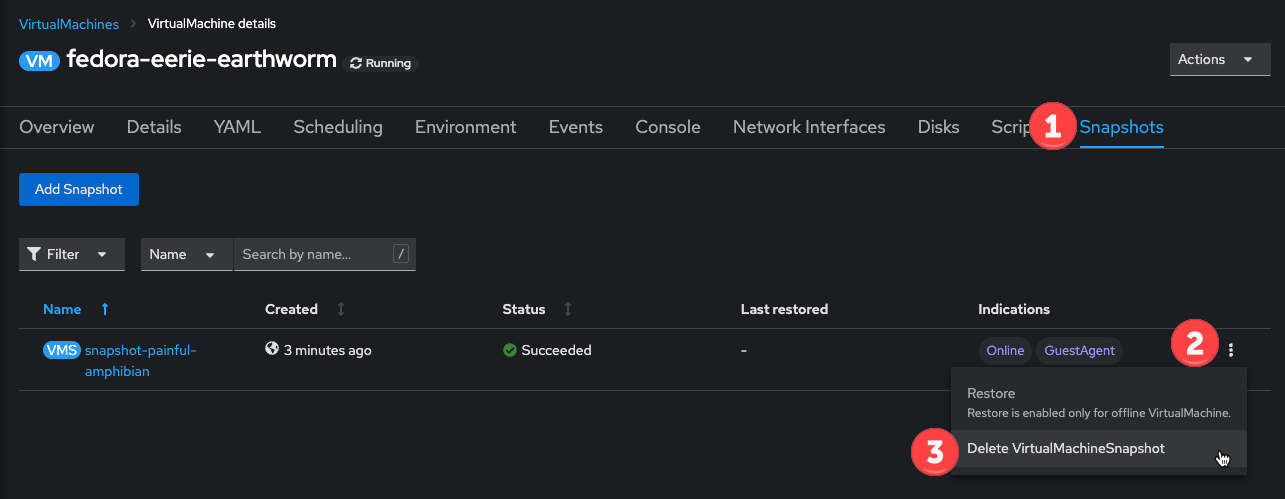 VirtualMachines > VirtualMachine details
VM fedora-eerie-earthworm Running
Actions
Overview Details YAML Scheduling Environment Events Console Network Interfaces Disks Scrip 1 Snapshots
Add Snapshot
Filter Name Search by name... /
Name Created Status Last restored Indications
VMS snapshot-painful- 3 minutes ago Succeeded - Online GuestAgent 2
amphibian
Restore
Restore is enabled only for offline VirtualMachine.
3 Delete VirtualMachineSnapshot